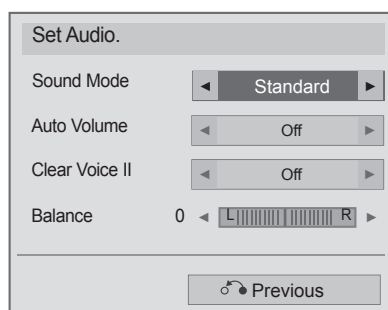 Set Audio.
Sound Mode ◄ Standard ►
Auto Volume ◄ Off ►
Clear Voice II ◄ Off ►
Balance 0 ◄ L R ►
Previous